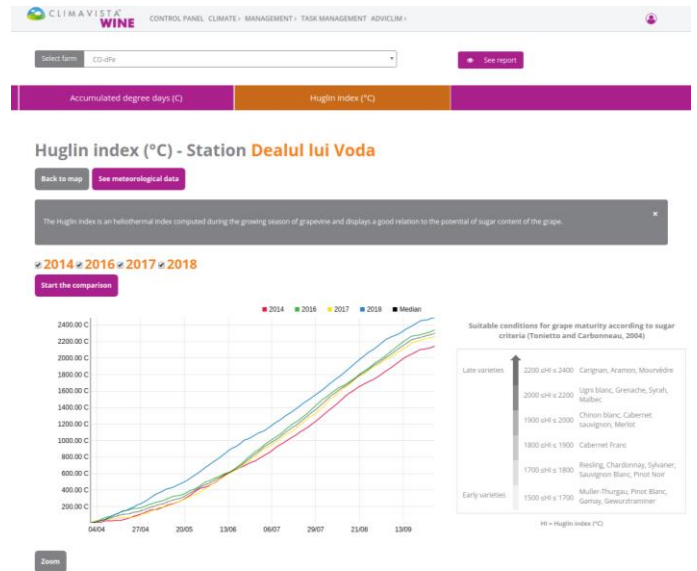 CLIMAVISTA
WINE
CONTROL PANEL CLIMATE › MANAGEMENT › TASK MANAGEMENT ADVICLIM ›
Select farm
CO-dFe
See report
Accumulated degree days (C)
Huglin index (°C)
Huglin index (°C) - Station Dealul lui Voda
Back to map
See meteorological data
The Huglin index is an heliothermal index computed during the growing season of grapevine and displays a good relation to the potential of sugar content of the grape.
×
2014 2016 2017 2018
Start the comparison
2014 2016 2017 2018 Median
2400.00 C
2200.00 C
2000.00 C
1800.00 C
1600.00 C
1400.00 C
1200.00 C
1000.00 C
800.00 C
600.00 C
400.00 C
200.00 C
04/04 27/04 20/05 13/06 06/07 29/07 21/08 13/09
Suitable conditions for grape maturity according to sugar
criteria (Tonietto and Carbonneau, 2004)
Late varieties
2200 ≤HI ≤ 2400 Carignan, Aramon, Mourvèdre
2000 ≤HI ≤ 2200 Ugni blanc, Grenache, Syrah,
Malbec
1900 ≤HI ≤ 2000 Chinon blanc, Cabernet
sauvignon, Merlot
1800 ≤HI ≤ 1900 Cabernet Franc
1700 ≤HI ≤ 1800 Riesling, Chardonnay, Sylvaner,
Sauvignon Blanc, Pinot Noir
Early varieties
1500 ≤HI ≤ 1700 Muller-Thurgau, Pinot Blanc,
Gamay, Gewurztraminer
HI = Huglin index (°C)
Zoom